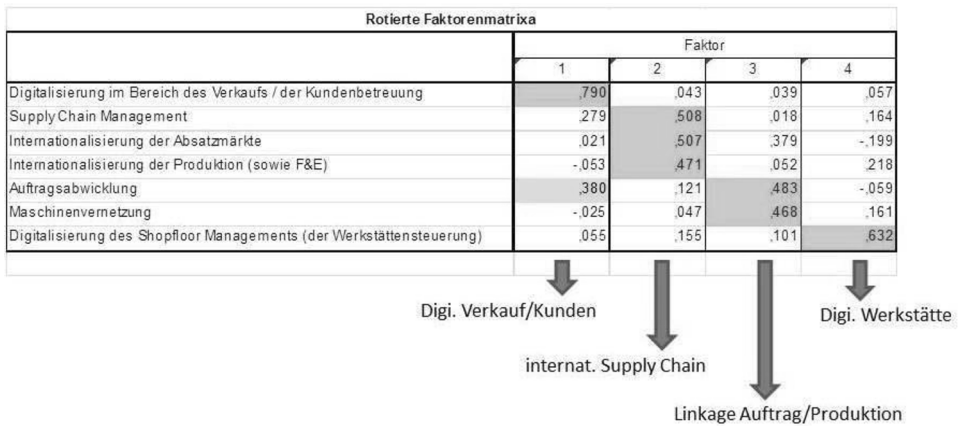 Rotierte Faktorenmatrixa
Faktor
1 2 3 4
Digitalisierung im Bereich des Verkaufs / der Kundenbetreuung ,790 ,043 ,039 ,057
Supply Chain Management ,279 ,508 ,018 ,164
Internationalisierung der Absatzmärkte ,021 ,507 ,379 -,199
Internationalisierung der Produktion (sowie F&E) -,053 ,471 ,052 ,218
Auftragsabwicklung ,380 ,121 ,483 -,059
Maschinenvernetzung -,025 ,047 ,468 ,161
Digitalisierung des Shopfloor Managements (der Werkstättensteuerung) ,055 ,155 ,101 ,632
Digi. Verkauf/Kunden
Digi. Werkstätte
internat. Supply Chain
Linkage Auftrag/Produktion